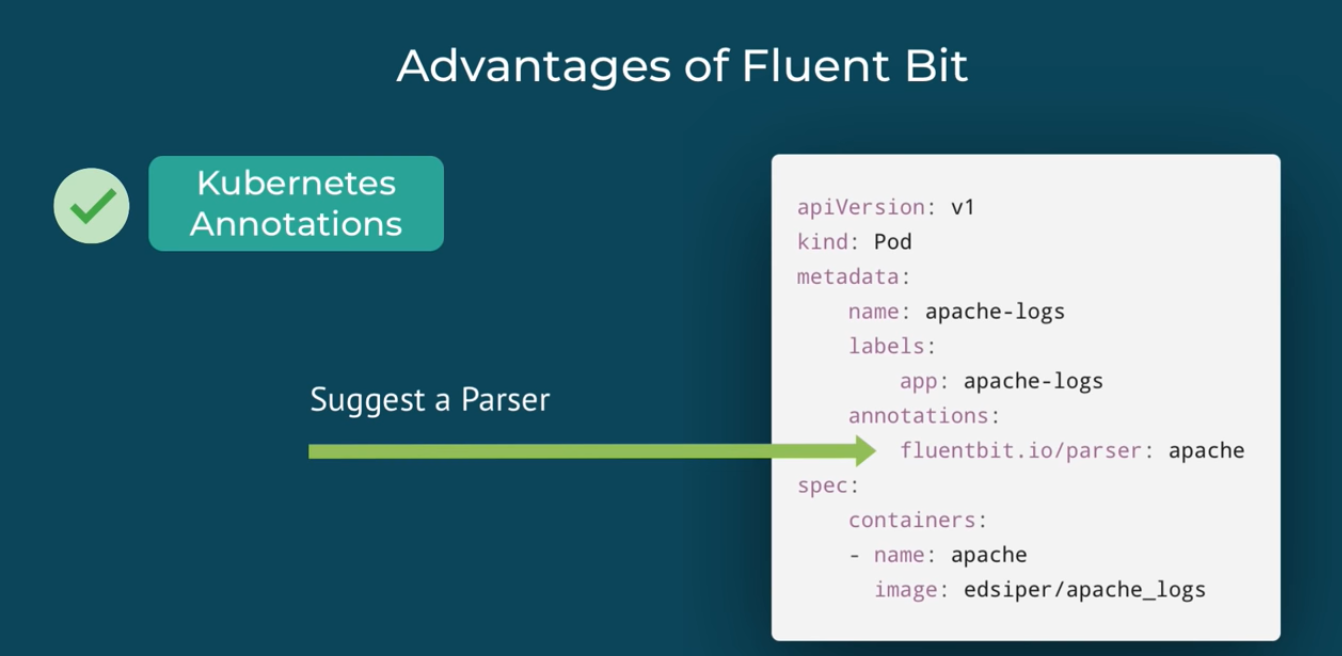 Advantages of Fluent Bit
Kubernetes
Annotations
Suggest a Parser
apiVersion: v1
kind: Pod
metadata:
    name: apache-logs
    labels:
        app: apache-logs
    annotations:
        fluentbit.io/parser: apache
spec:
    containers:
    - name: apache
      image: edsiper/apache_logs